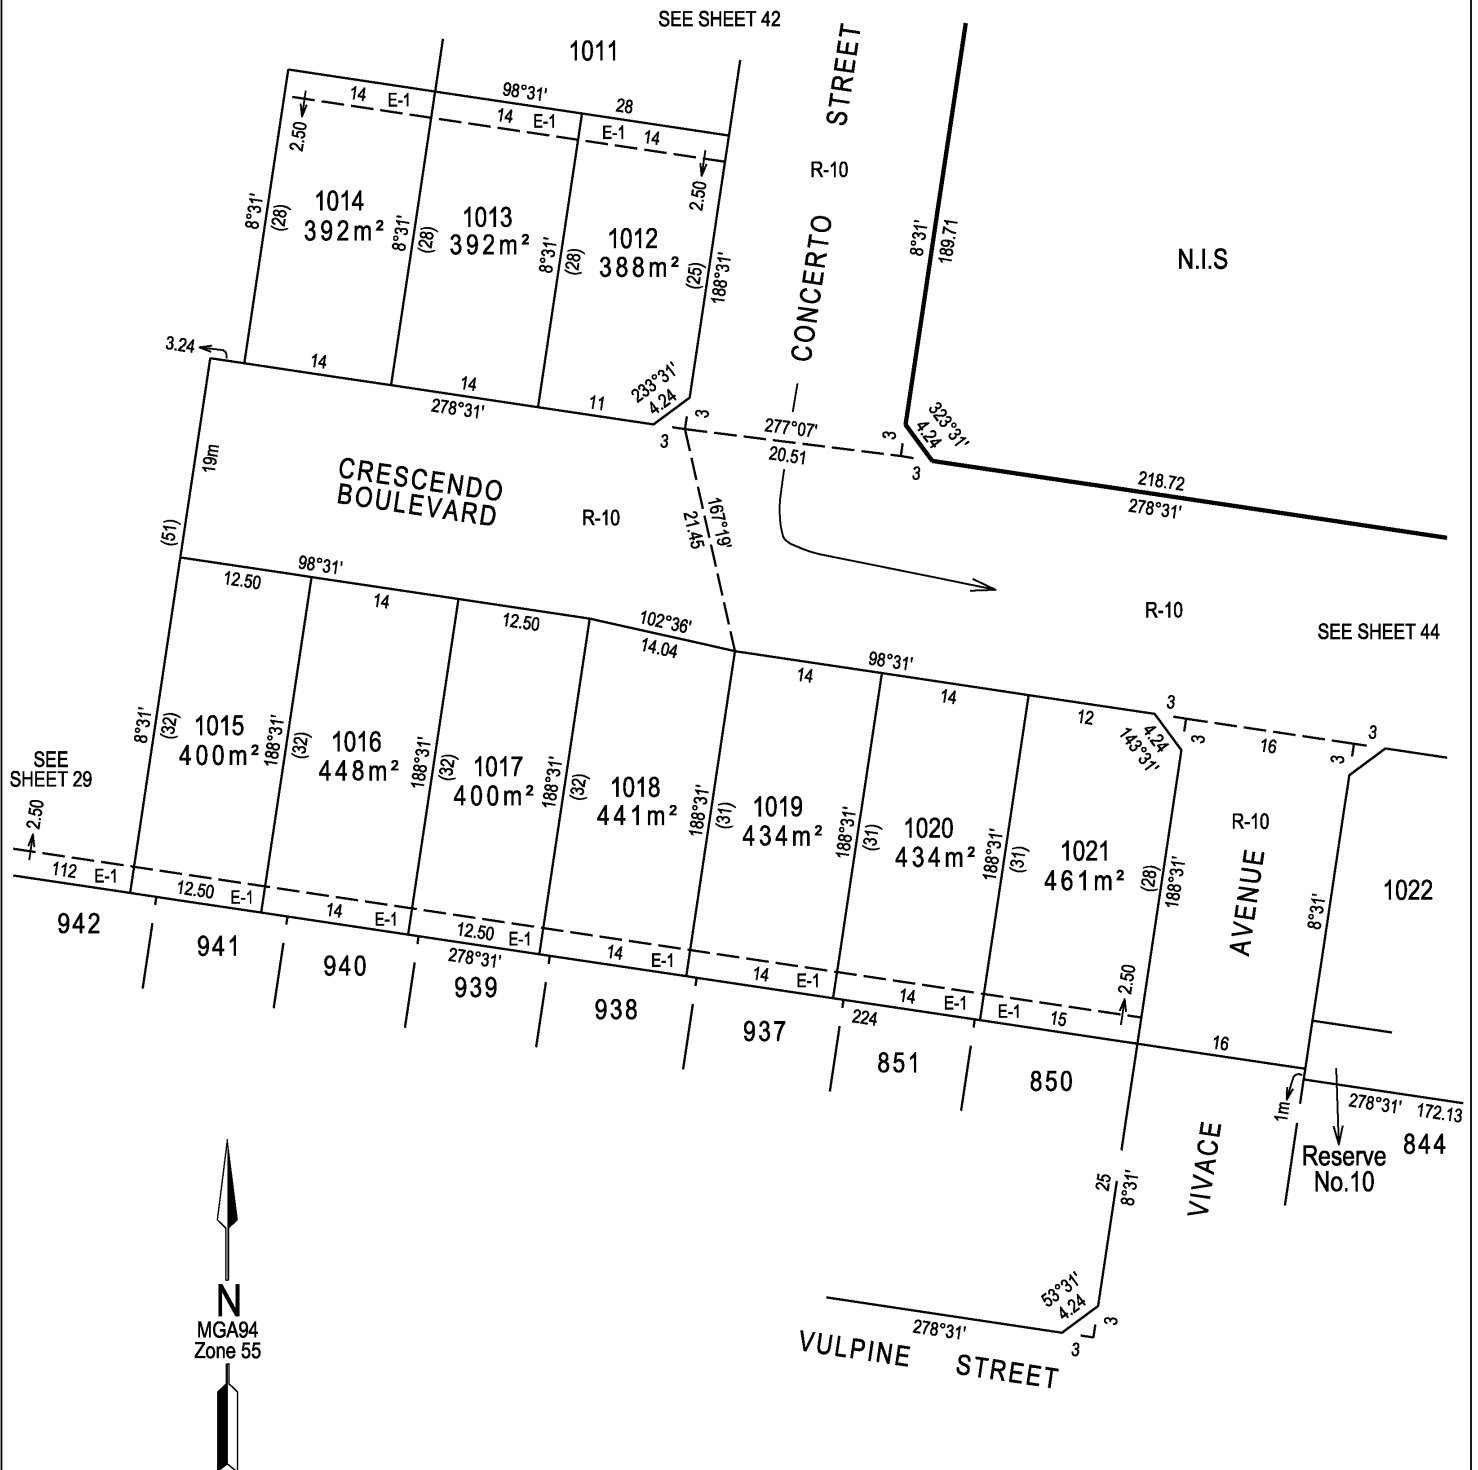 SEE SHEET 42
1011
CONCERTO STREET
R-10
14
E-1
98°31'
28
14
E-1
E-1
14
2.50
2.50
8°31'
(28)
1014
392m²
8°31'
(28)
1013
392m²
8°31'
(28)
1012
388m²
(25)
188°31'
8°31'
189.71
N.I.S
3.24
14
14
278°31'
11
233°31'
4.24
3
3
277°07'
20.51
3
3
323°31'
4.24
218.72
278°31'
19m
(51)
CRESCENDO
BOULEVARD
R-10
167°19'
21.45
R-10
SEE SHEET 44
98°31'
12.50
14
12.50
102°36'
14.04
98°31'
14
14
12
3
4.24
143°31'
3
16
3
3
8°31'
(32)
1015
400m²
188°31'
(32)
1016
448m²
188°31'
(32)
1017
400m²
188°31'
(32)
1018
441m²
188°31'
(31)
1019
434m²
188°31'
(31)
1020
434m²
188°31'
(31)
1021
461m²
(28)
188°31'
R-10
VIVACE AVENUE
8°31'
1022
SEE
SHEET 29
2.50
112
E-1
12.50
E-1
14
E-1
12.50
E-1
278°31'
14
E-1
14
E-1
14
E-1
224
E-1
15
2.50
16
942
941
940
939
938
937
851
850
1m
278°31'
172.13
844
Reserve
No.10
25
8°31'
53°31'
4.24
3
3
278°31'
VULPINE STREET
N
MGA94
Zone 55